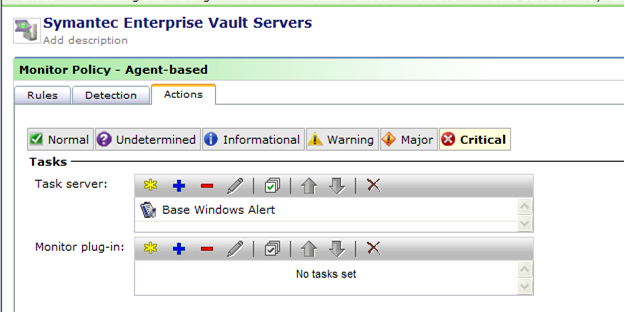 Symantec Enterprise Vault Servers
Add description
Monitor Policy - Agent-based
Rules Detection Actions
Normal Undetermined Informational Warning Major Critical
Tasks
Task server:
Base Windows Alert
Monitor plug-in:
No tasks set